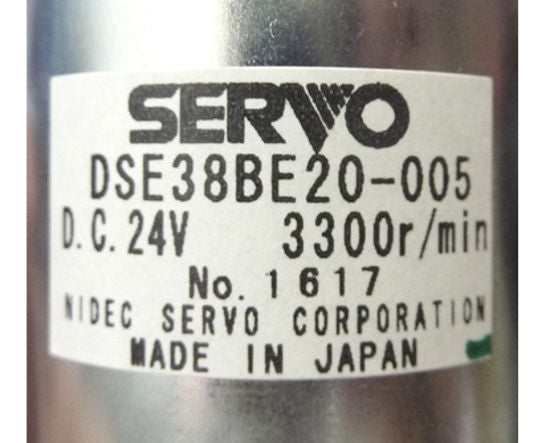 SERVO
DSE38BE20-005
D.C.24V 3300r/min
No.1617
NIDEC SERVO CORPORATION
MADE IN JAPAN